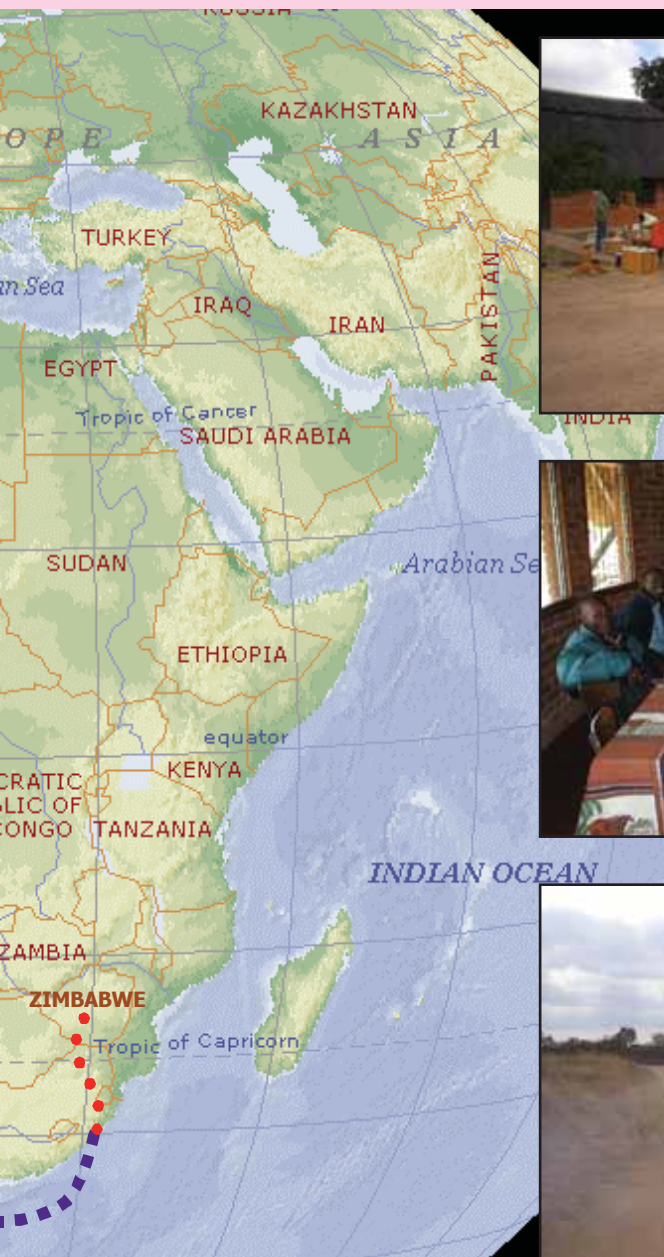 KAZAKHSTAN
OPE
ASIA
TURKEY
PAKISTAN
an Sea
IRAQ
IRAN
EGYPT
Tropic of Cancer
INDIA
SAUDI ARABIA
SUDAN
Arabian Se
ETHIOPIA
equator
CRATIC
KENYA
LIC OF
CONGO
TANZANIA
INDIAN OCEAN
ZAMBIA
ZIMBABWE
Tropic of Capricorn